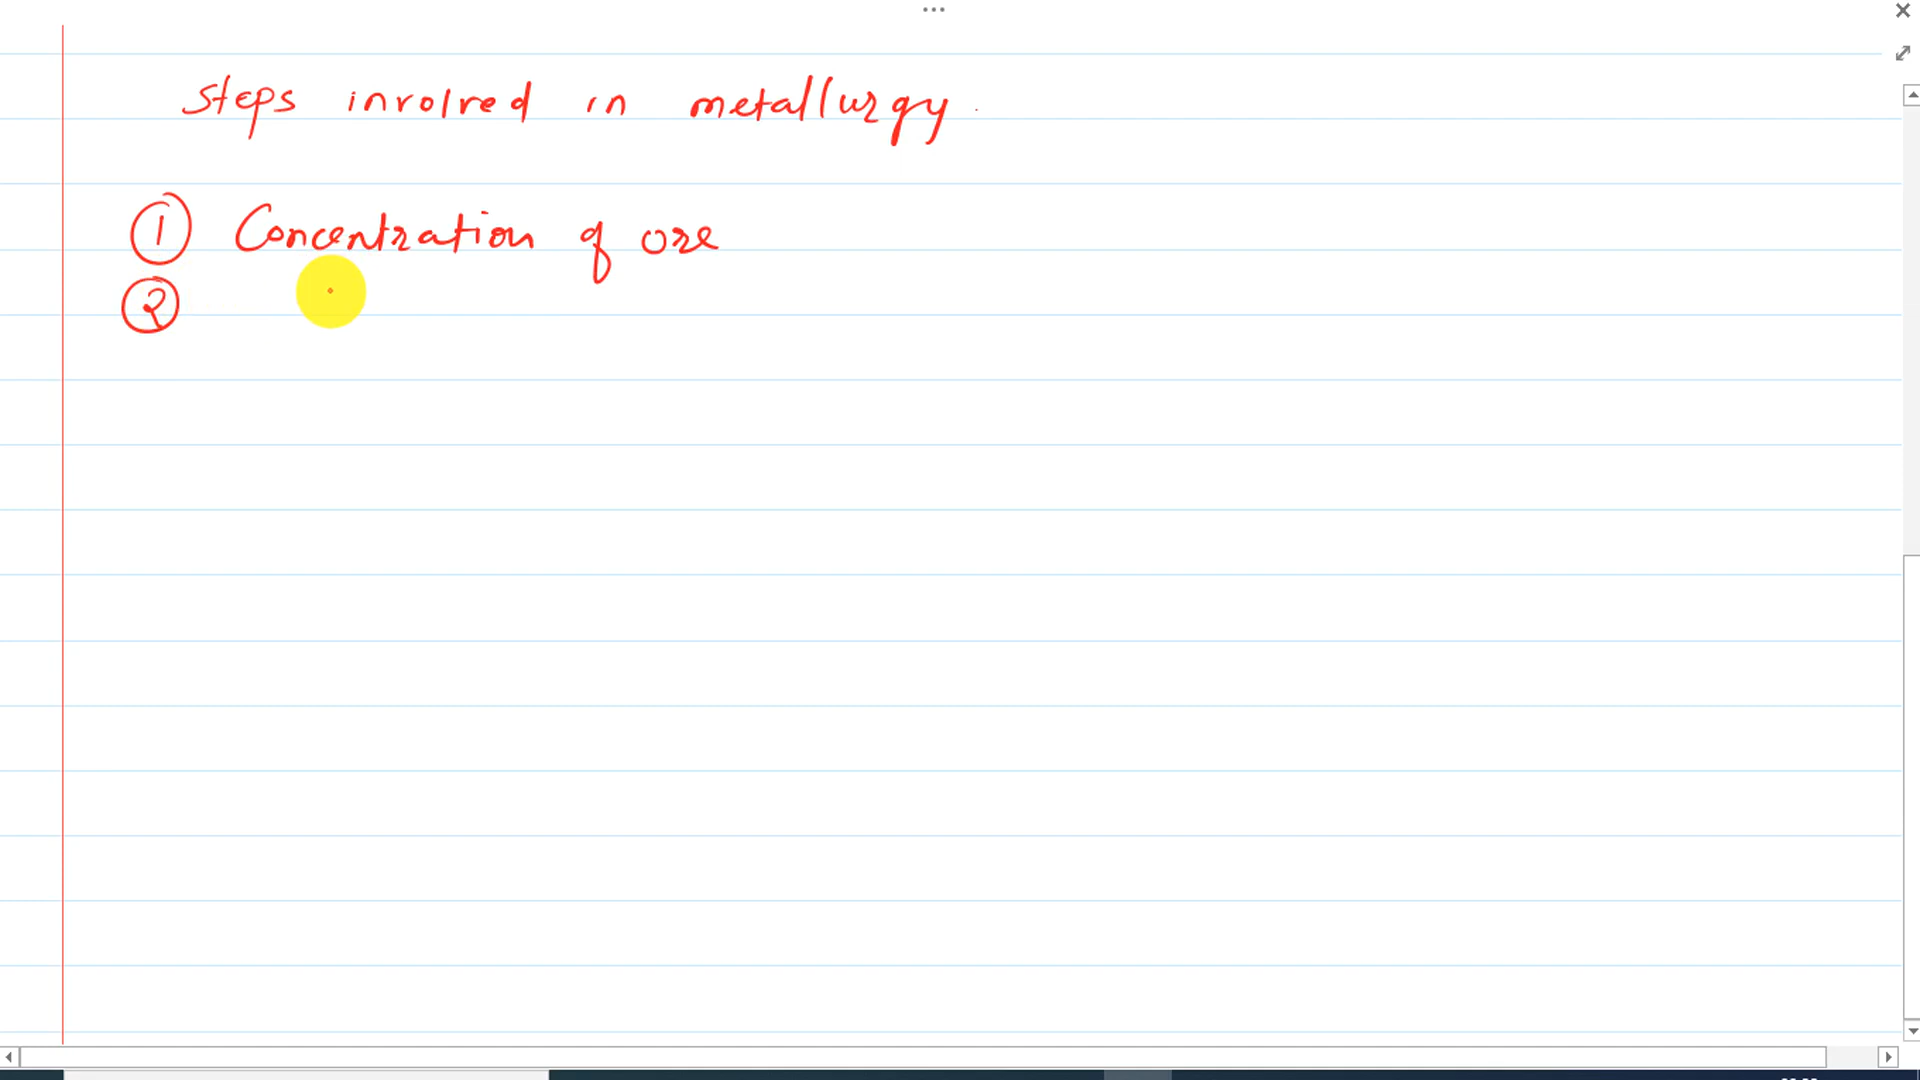 Steps involved in metallurgy.
① Concentration of ore
②